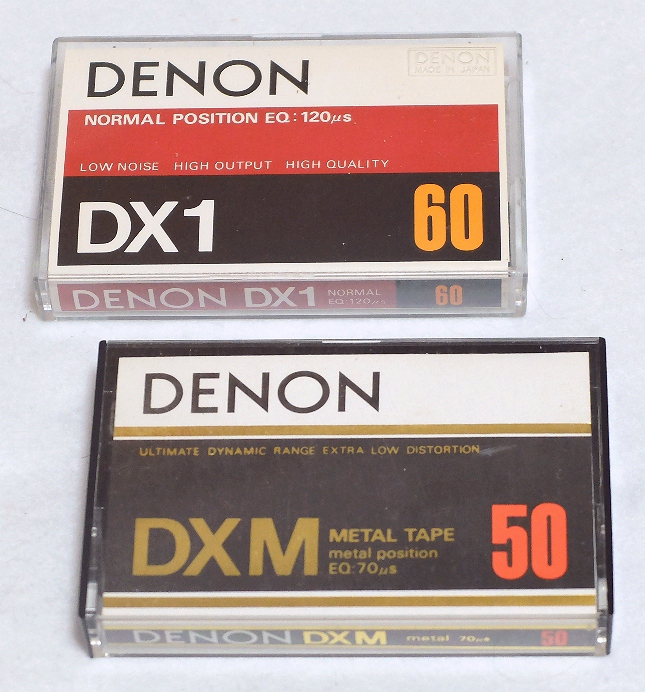 DENON
DENON
MADE IN JAPAN
NORMAL POSITION EQ:120μs
LOW NOISE HIGH OUTPUT HIGH QUALITY
DX1
60
DENON DX1 NORMAL
EQ:120μs
60
DENON
ULTIMATE DYNAMIC RANGE EXTRA LOW DISTORTION
DXM
METAL TAPE
metal position
EQ:70μs
50
DENON DXM metal 70μs 50